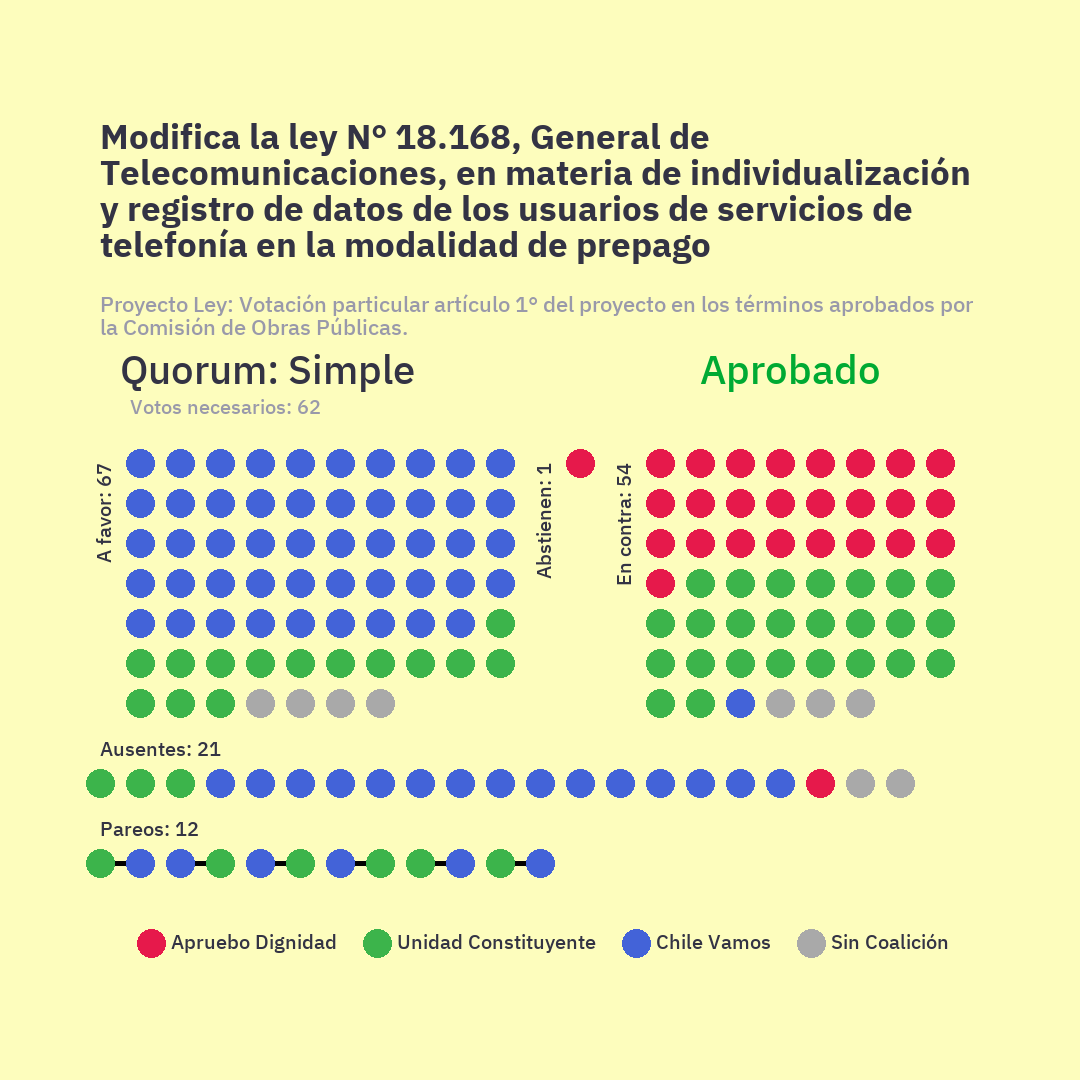 Modifica la ley N° 18.168, General de
Telecomunicaciones, en materia de individualización
y registro de datos de los usuarios de servicios de
telefonía en la modalidad de prepago
Proyecto Ley: Votación particular artículo 1° del proyecto en los términos aprobados por
la Comisión de Obras Públicas.
Quorum: Simple
Aprobado
Votos necesarios: 62
A favor: 67
Abstienen: 1
En contra: 54
Ausentes: 21
Pareos: 12
Apruebo Dignidad
Unidad Constituyente
Chile Vamos
Sin Coalición